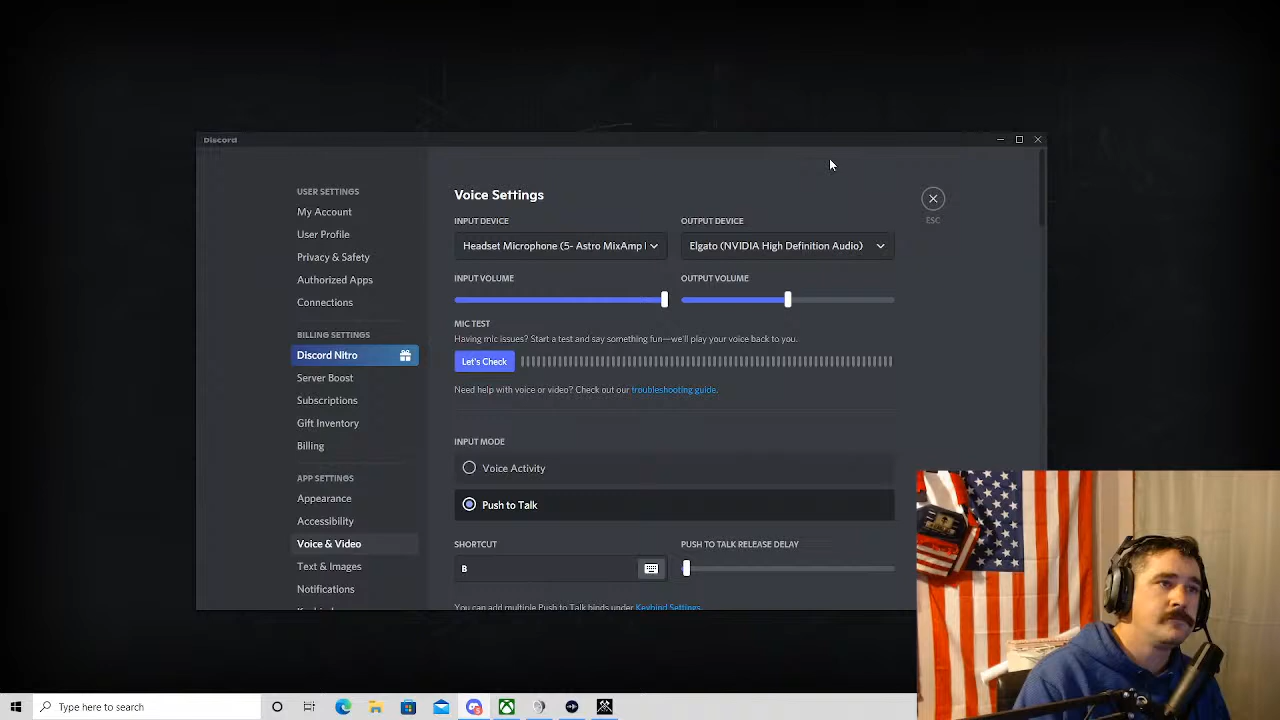 Discord
USER SETTINGS
My Account
User Profile
Privacy & Safety
Authorized Apps
Connections
BILLING SETTINGS
Discord Nitro
Server Boost
Subscriptions
Gift Inventory
Billing
APP SETTINGS
Appearance
Accessibility
Voice & Video
Text & Images
Notifications
Voice Settings
ESC
INPUT DEVICE
OUTPUT DEVICE
Headset Microphone (5- Astro MixAmp
Elgato (NVIDIA High Definition Audio)
INPUT VOLUME
OUTPUT VOLUME
MIC TEST
Having mic issues? Start a test and say something fun—we'll play your voice back to you.
Let's Check
Need help with voice or video? Check out our troubleshooting guide.
INPUT MODE
Voice Activity
Push to Talk
SHORTCUT
PUSH TO TALK RELEASE DELAY
B
You can add multiple Push to Talk binds under Keybind Settings.
Type here to search